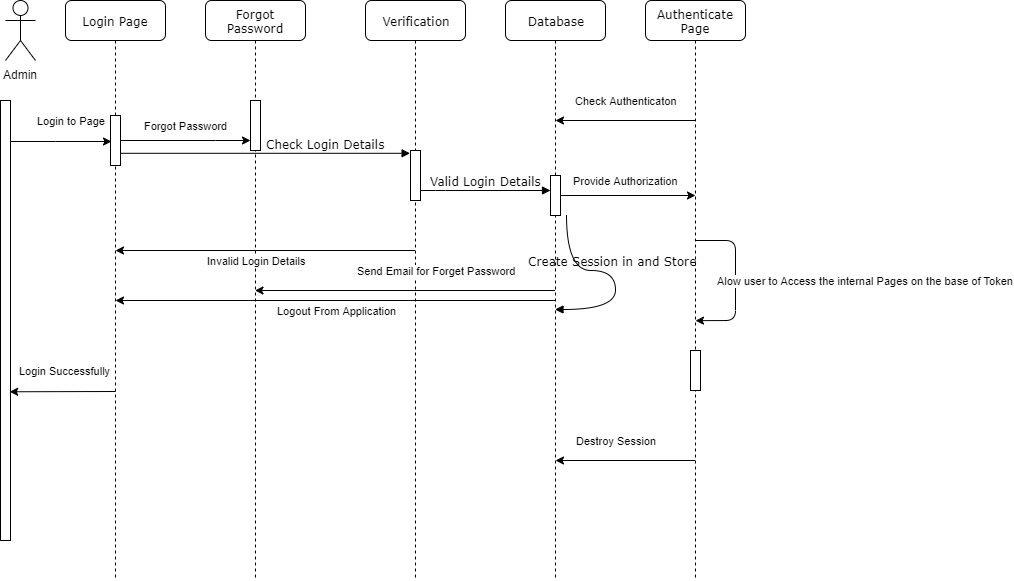 Login Page
Forgot
Password
Verification
Database
Authenticate
Page
Admin
Check Authenticaton
Login to Page
Forgot Password
Check Login Details
Valid Login Details
Provide Authorization
Invalid Login Details
Create Session in and Store
Send Email for Forget Password
Alow user to Access the internal Pages on the base of Token
Logout From Application
Login Successfully
Destroy Session